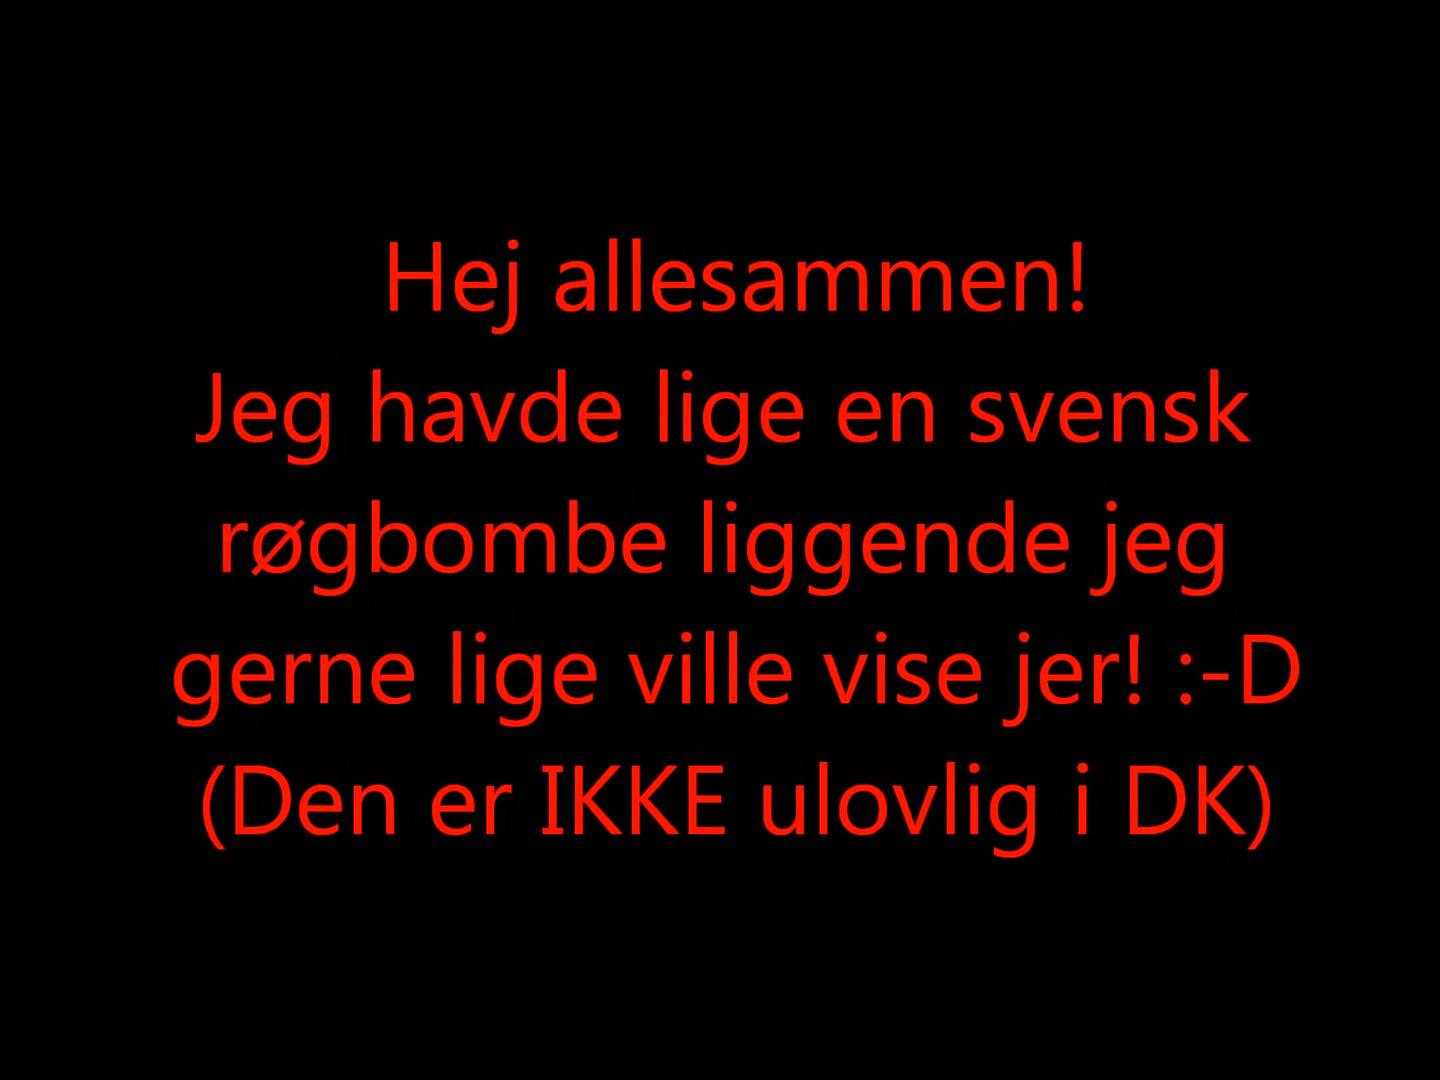 Hej allesammen!
Jeg havde lige en svensk
røgbombe liggende jeg
gerne lige ville vise jer! :-D
(Den er IKKE ulovlig i DK)